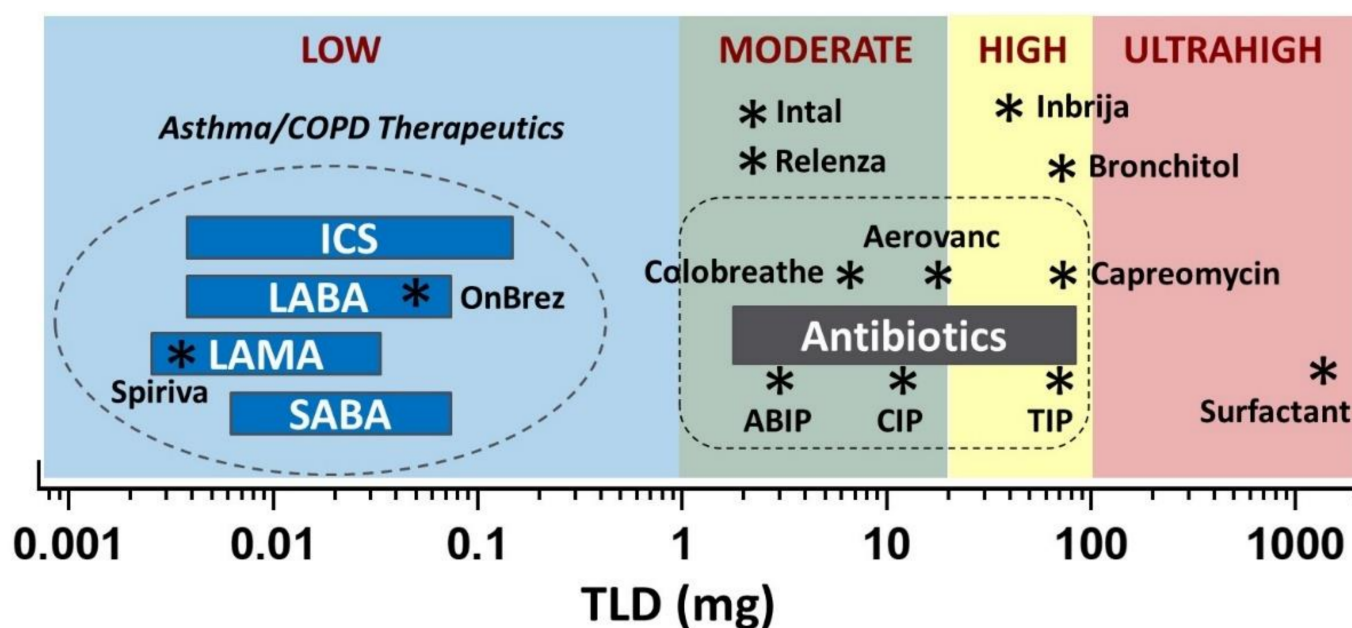 LOW
MODERATE
HIGH
ULTRAHIGH
Asthma/COPD Therapeutics
* Intal
* Inbrija
* Relenza
* Bronchitol
ICS
Aerovanc
Colobreathe *
*
* Capreomycin
LABA * OnBrez
Antibiotics
* LAMA
Spiriva
* ABIP
* CIP
* TIP
*
Surfactant
SABA
0.001
0.01
0.1
1
10
100
1000
TLD (mg)